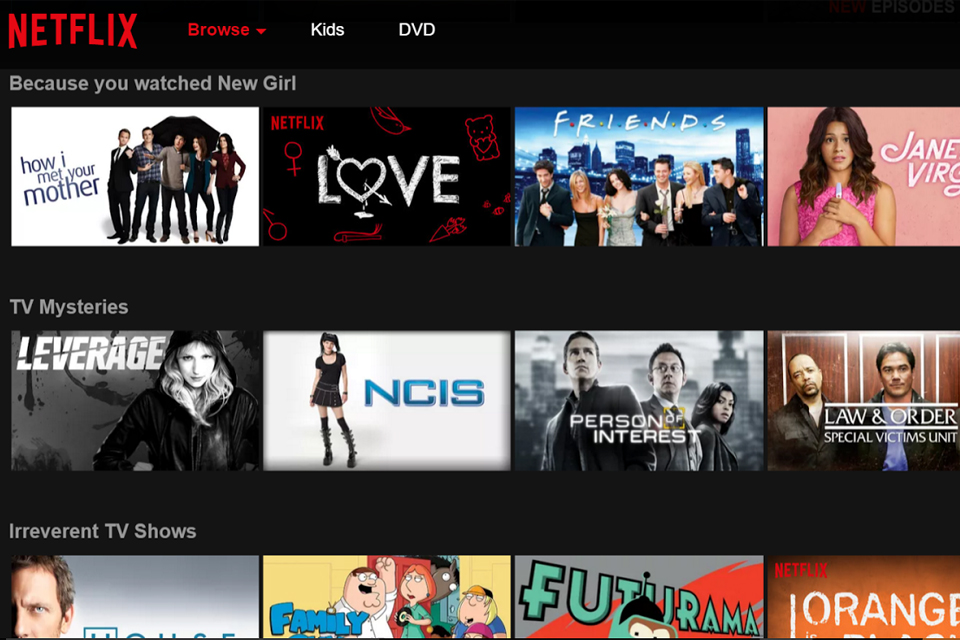 NEW EPISODES
NETFLIX
Browse
Kids
DVD
Because you watched New Girl
how i
met your
mother
NETFLIX
LOVE
F·R·I·E·N·D·S
JANE
VIRG
TV Mysteries
LEVERAGE
NCIS
PERSON OF
INTEREST
LAW & ORDER
SPECIAL VICTIMS UNIT
Irreverent TV Shows
HOUSE
FAMILY
FUTURAMA
NETFLIX
ORANGE
is